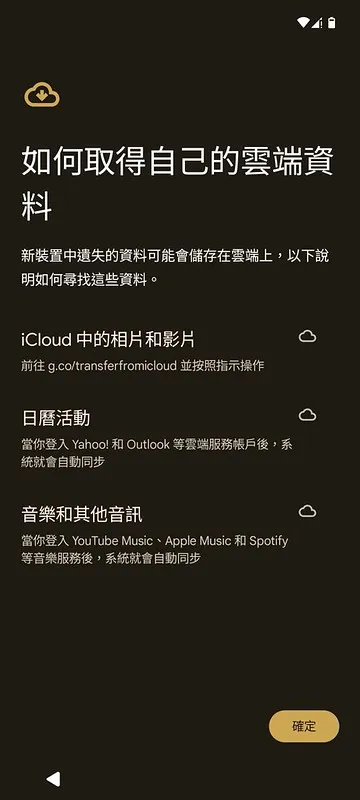 如何取得自己的雲端資
料
新裝置中遺失的資料可能會儲存在雲端上，以下說
明如何尋找這些資料。
iCloud 中的相片和影片
前往 g.co/transferfromicloud 並按照指示操作
日曆活動
當你登入 Yahoo! 和 Outlook 等雲端服務帳戶後，系
統就會自動同步
音樂和其他音訊
當你登入 YouTube Music、Apple Music 和 Spotify
等音樂服務後，系統就會自動同步
確定